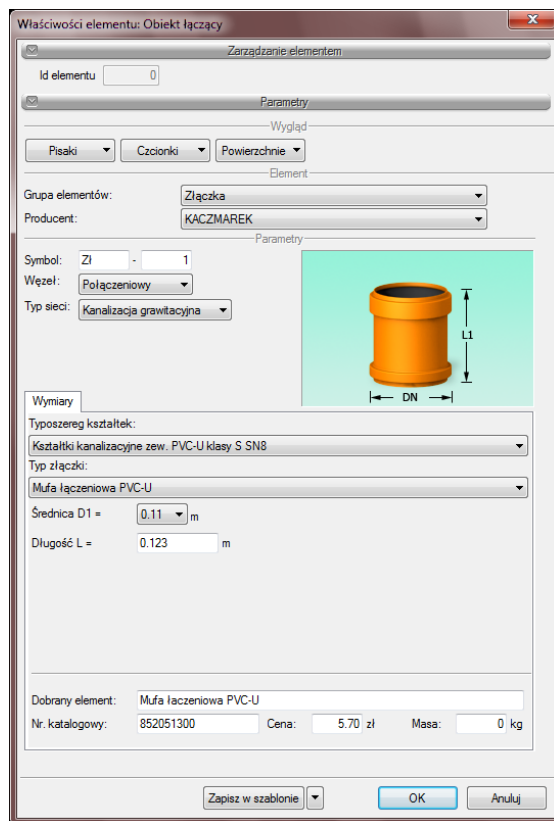 Właściwości elementu: Obiekt łączący
Zarządzanie elementem
Id elementu 0
Parametry
Wygląd
Pisaki Czcionki Powierzchnie
Element
Grupa elementów: Złączka
Producent: KACZMAREK
Parametry
Symbol: Zł - 1
Węzeł: Połączeniowy
Typ sieci: Kanalizacja grawitacyjna
L1
DN
Wymiary
Typoszereg kształtek:
Kształtki kanalizacyjne zew. PVC-U klasy S SN8
Typ złączki:
Mufa łączeniowa PVC-U
Średnica D1 = 0.11 m
Długość L = 0.123 m
Dobrany element: Mufa łaczeniowa PVC-U
Nr. katalogowy: 852051300 Cena: 5.70 zł Masa: 0 kg
Zapisz w szablonie OK Anuluj